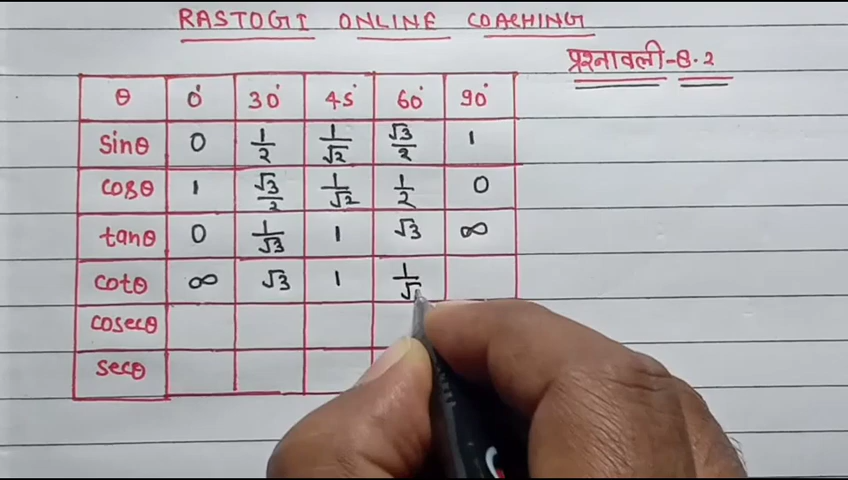 RASTOGI ONLINE COACHING
प्रश्नावली-8.2
θ 0° 30° 45° 60° 90°
sinθ 0 1/2 1/√2 √3/2 1
cosθ 1 √3/2 1/√2 1/2 0
tanθ 0 1/√3 1 √3 ∞
cotθ ∞ √3 1 1/√
cosecθ
secθ